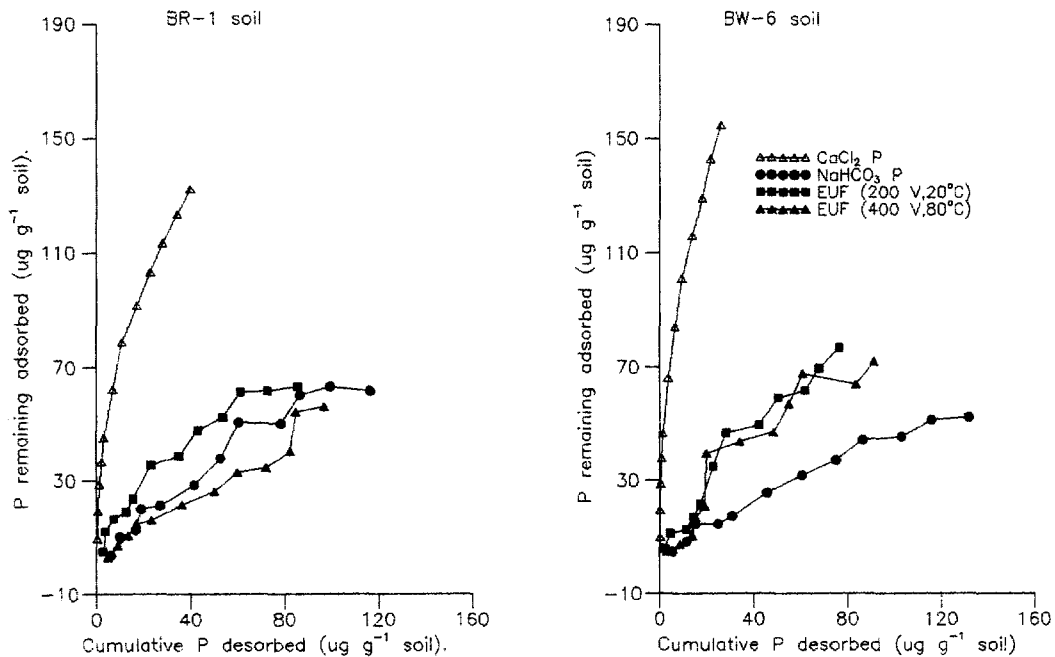 BR-1 soil
190
150
110
70
30
-10
P remaining adsorbed (ug g⁻¹ soil).
0 40 80 120 160
Cumulative P desorbed (ug g⁻¹ soil).
BW-6 soil
190
150
110
70
30
-10
P remaining adsorbed (ug g⁻¹ soil)
CaCl₂ P
NaHCO₃ P
EUF (200 V,20°C)
EUF (400 V,80°C)
0 40 80 120 160
Cumulative P desorbed (ug g⁻¹ soil)